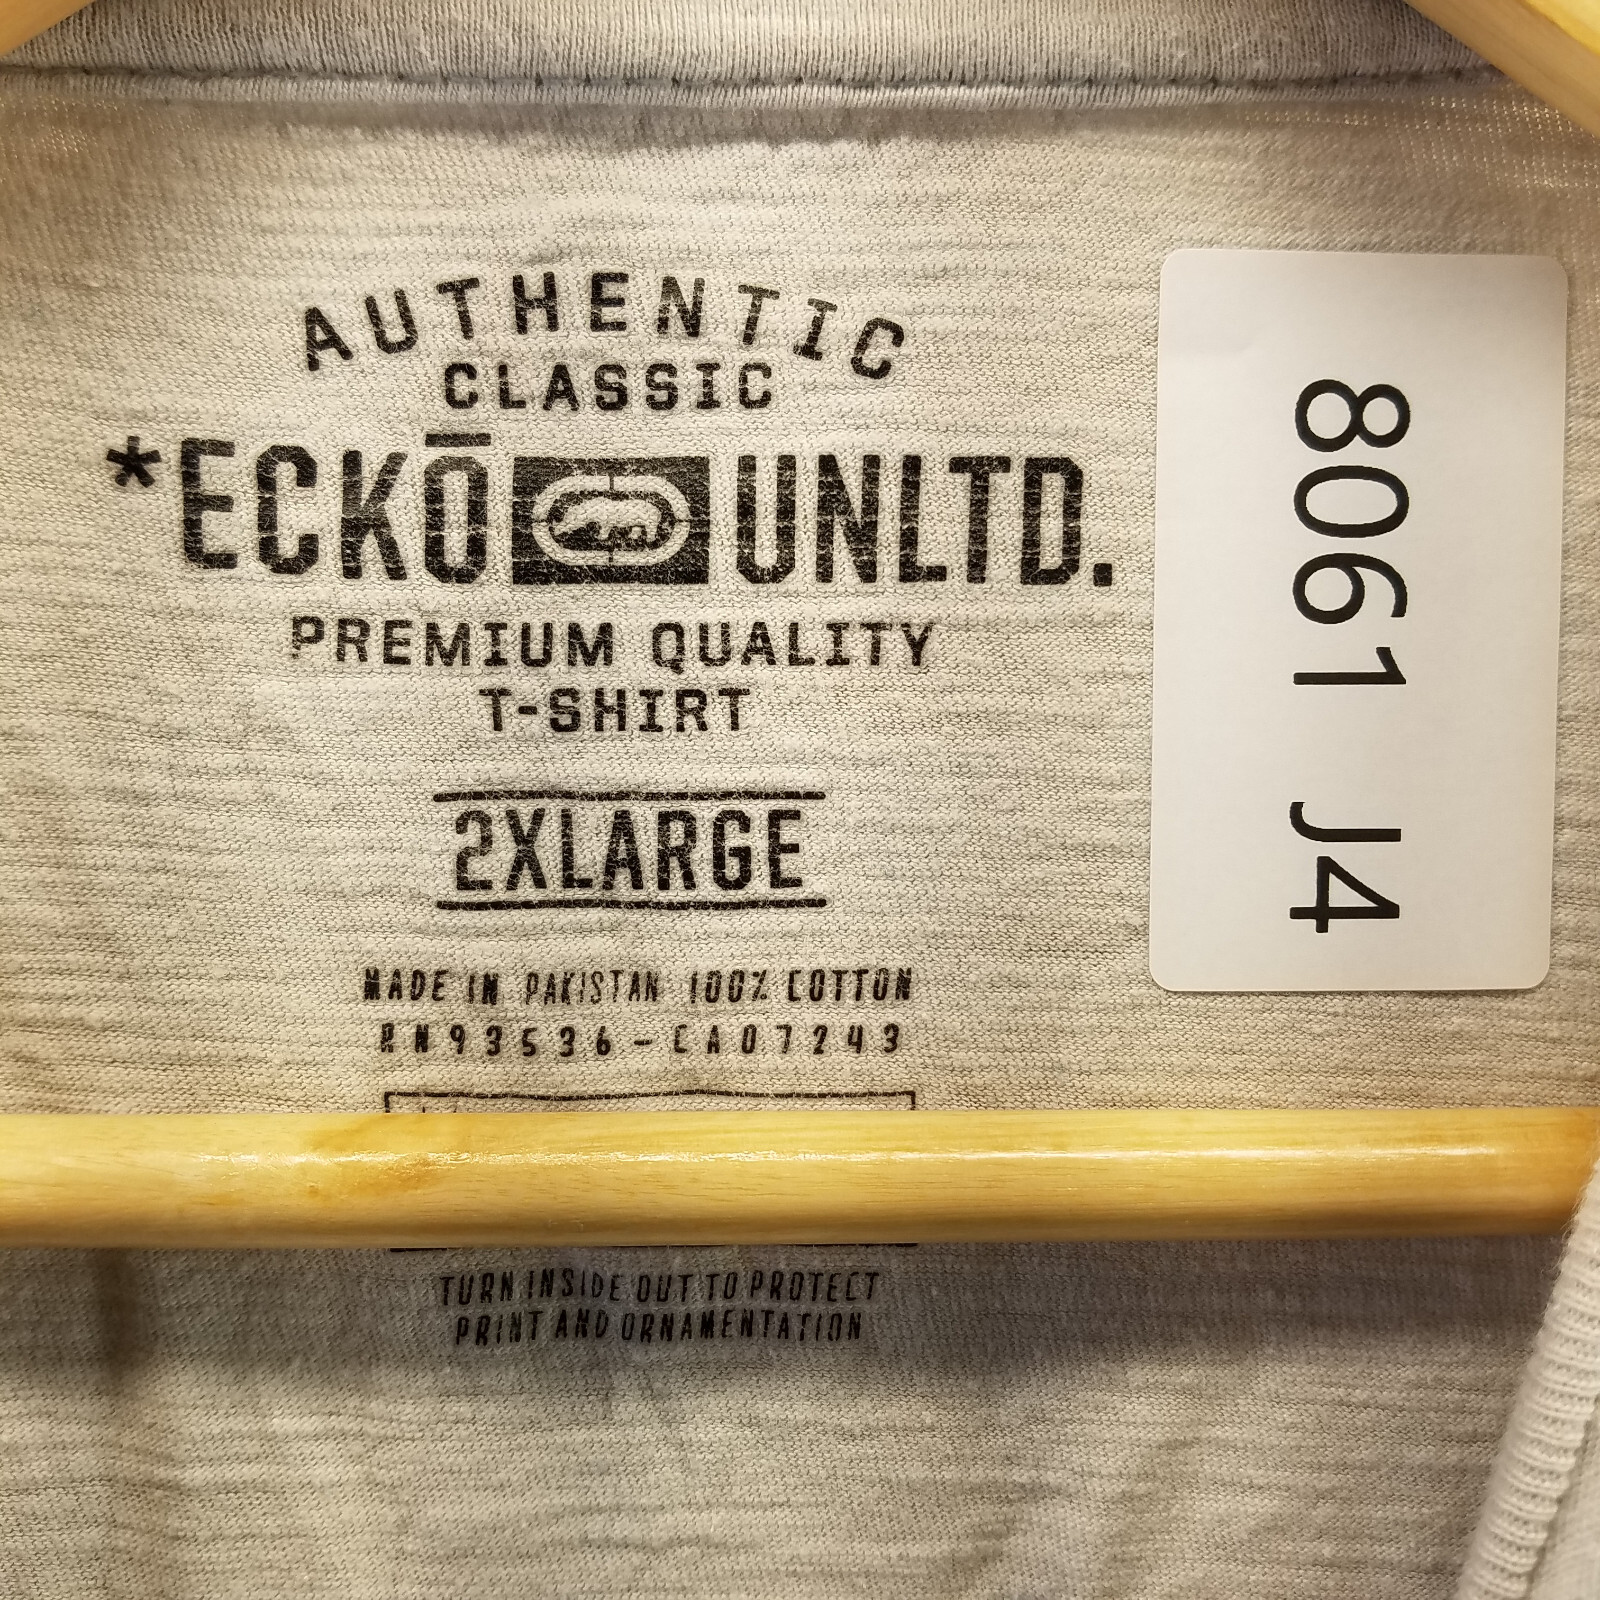 AUTHENTIC
CLASSIC
*ECKŌ UNLTD.
PREMIUM QUALITY
T-SHIRT
2XLARGE
MADE IN PAKISTAN 100% COTTON
RN93536-CA07243
TURN INSIDE OUT TO PROTECT
PRINT AND ORNAMENTATION
8061 J4